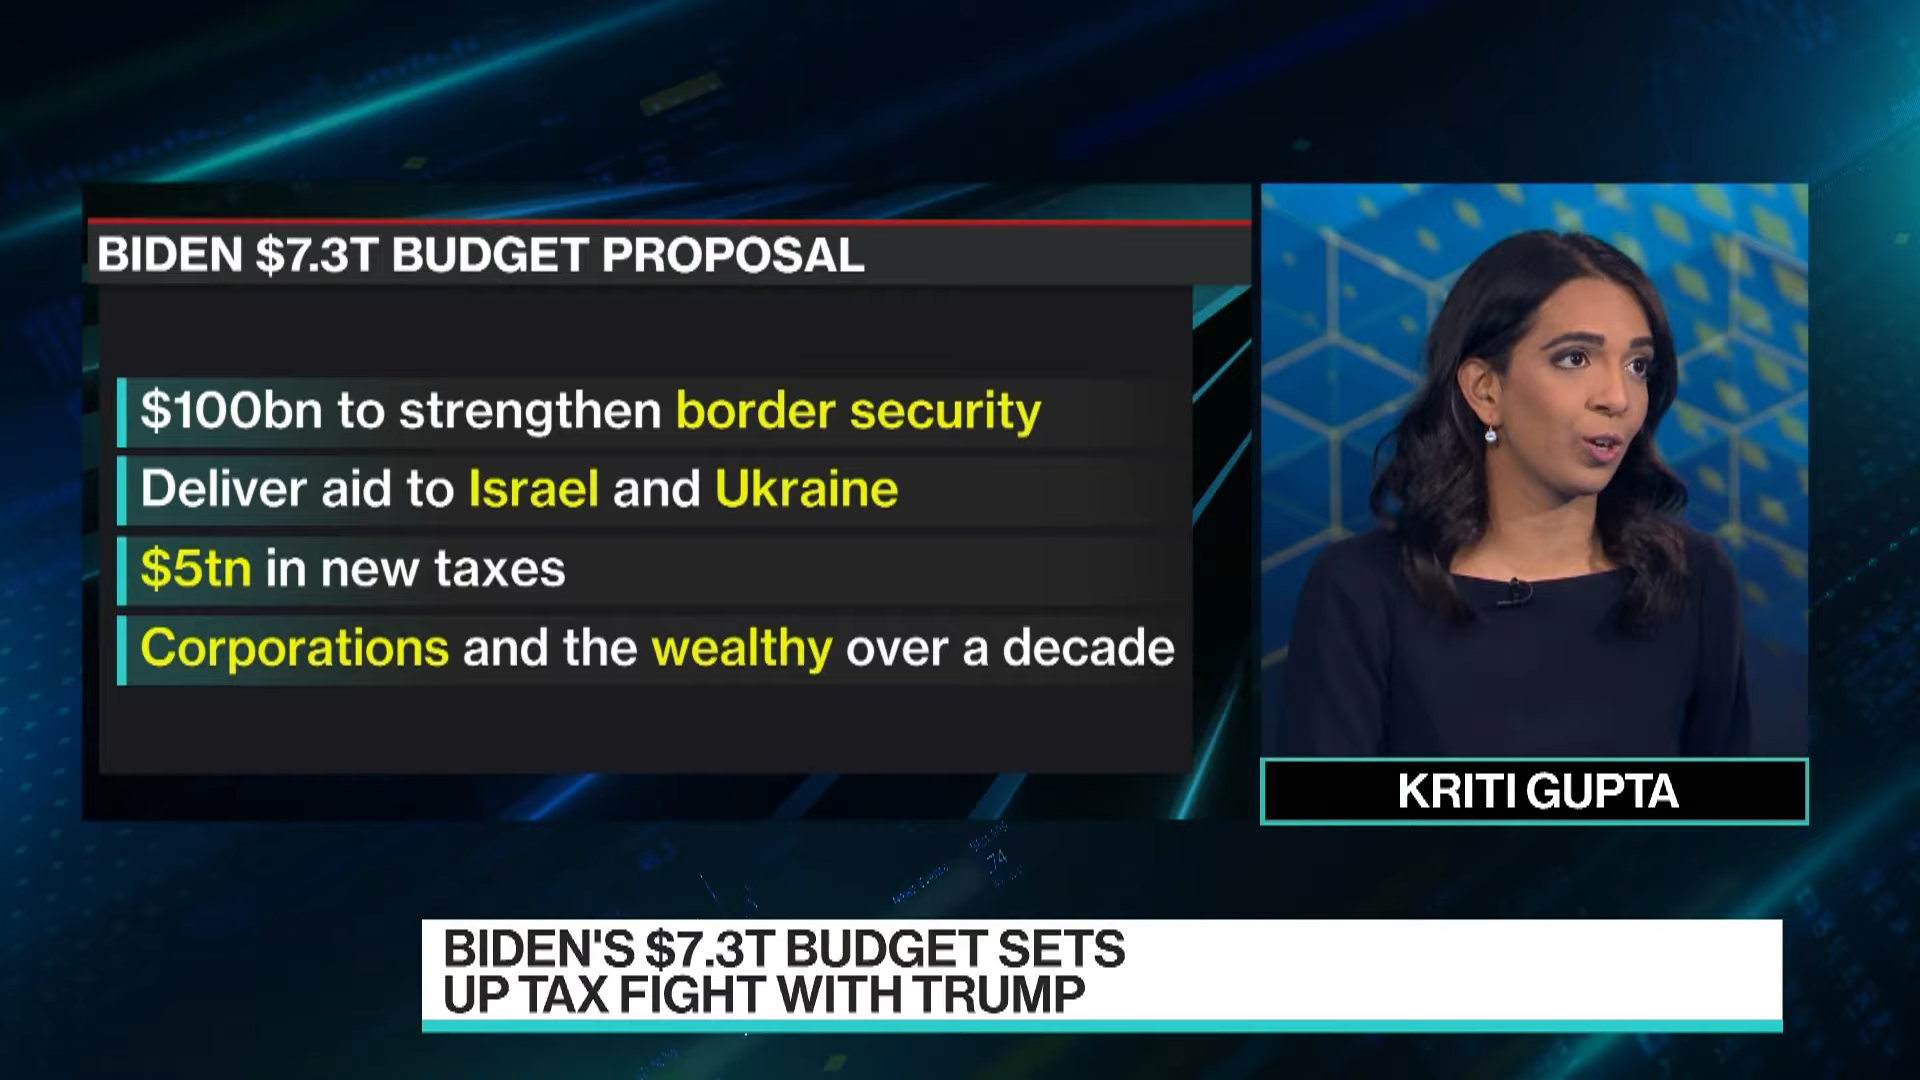 BIDEN $7.3T BUDGET PROPOSAL
$100bn to strengthen border security
Deliver aid to Israel and Ukraine
$5tn in new taxes
Corporations and the wealthy over a decade
KRITI GUPTA
74
BIDEN'S $7.3T BUDGET SETS
UP TAX FIGHT WITH TRUMP